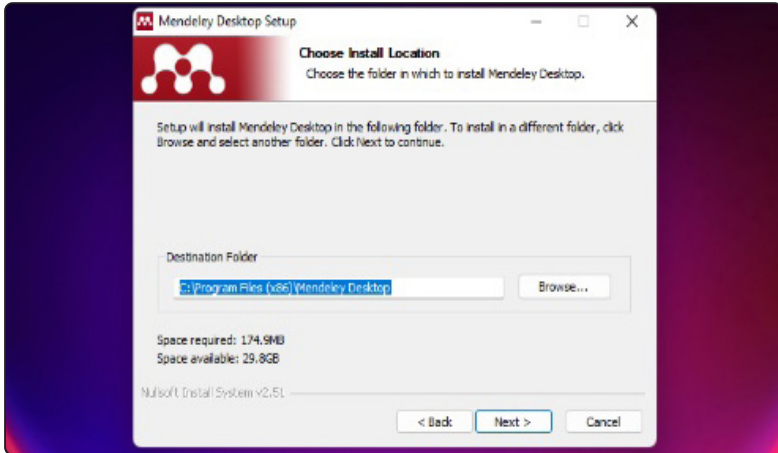 Mendeley Desktop Setup
Choose Install Location
Choose the folder in which to install Mendeley Desktop.
Setup will install Mendeley Desktop in the following folder. To install in a different folder, click
Browse and select another folder. Click Next to continue.
Destination Folder
C:\Program Files (x86)\Mendeley Desktop
Browse...
Space required: 174.9MB
Space available: 29.8GB
Nullsoft Install System v2.51
< Back
Next >
Cancel